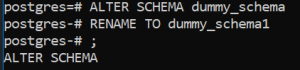 postgres=# ALTER SCHEMA dummy_schema
postgres-# RENAME TO dummy_schema1
postgres-# ;
ALTER SCHEMA